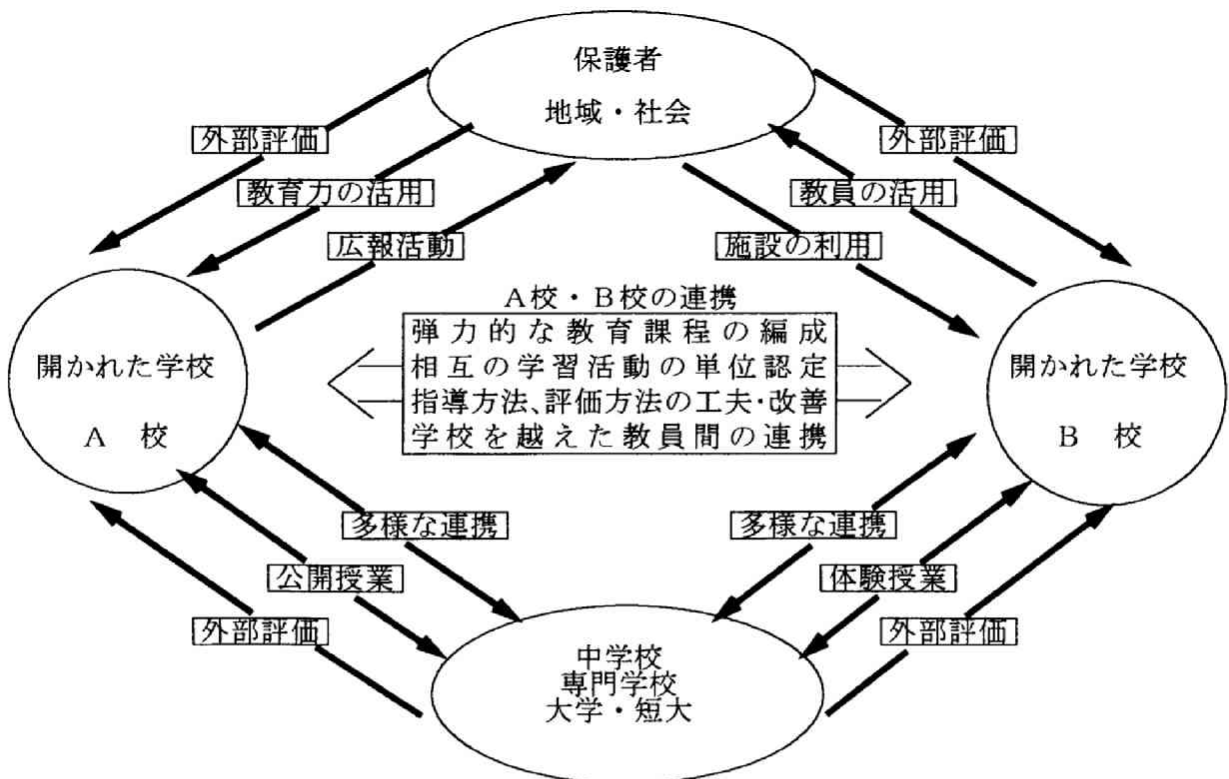 保護者
地域・社会
外部評価
外部評価
教育力の活用
教員の活用
広報活動
施設の利用
A校・B校の連携
弾力的な教育課程の編成
相互の学習活動の単位認定
指導方法、評価方法の工夫・改善
学校を越えた教員間の連携
開かれた学校
A 校
開かれた学校
B 校
多様な連携
多様な連携
公開授業
体験授業
外部評価
外部評価
中学校
専門学校
大学・短大